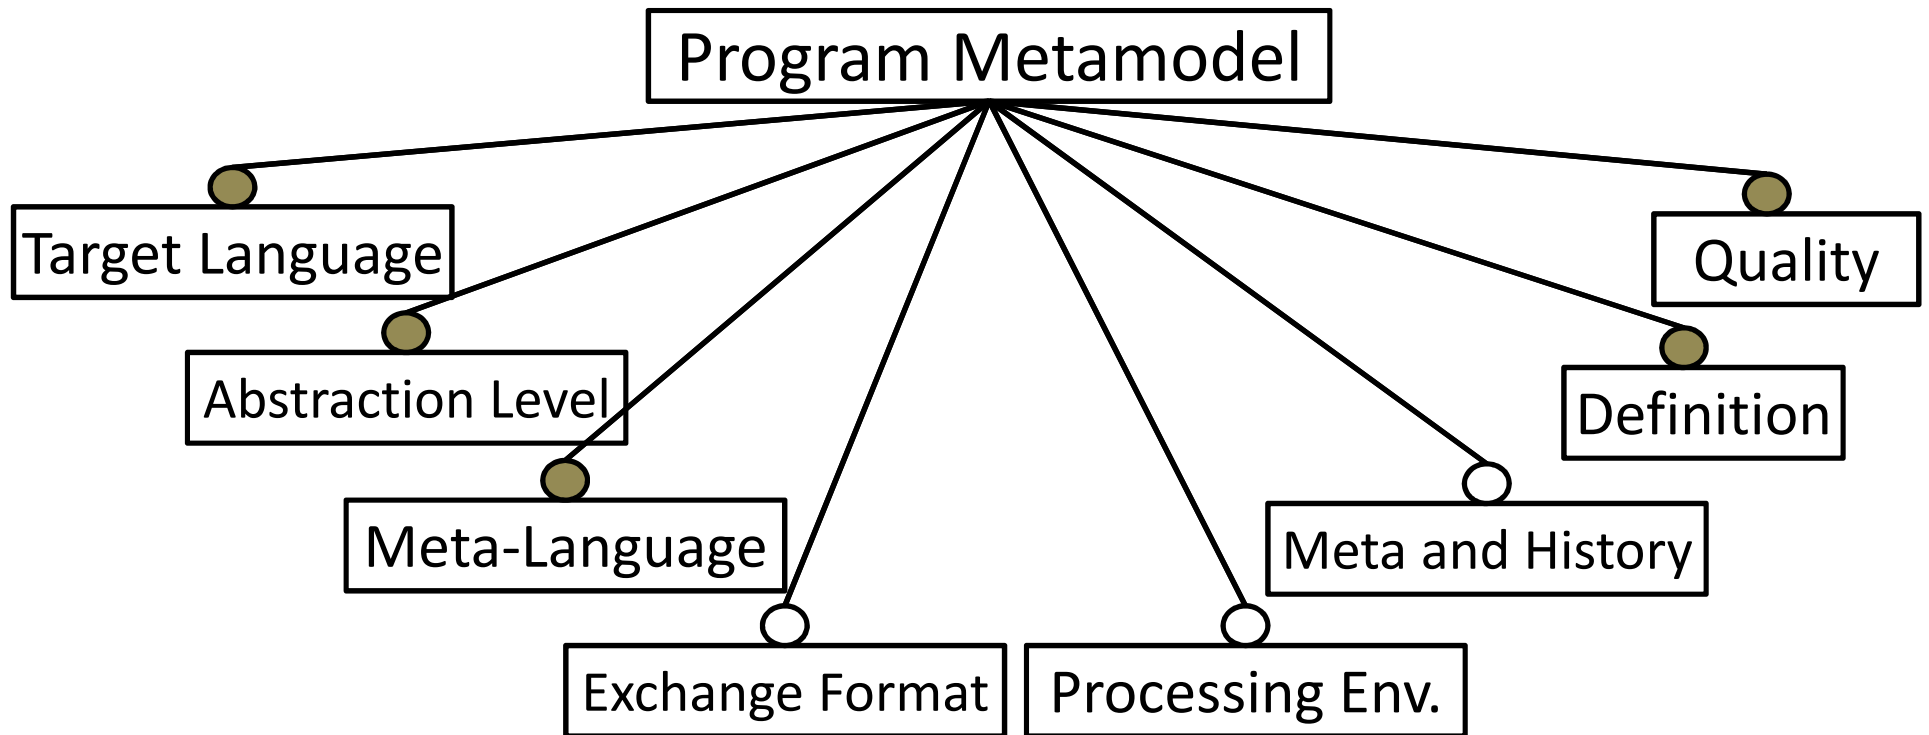 Program Metamodel
Target Language
Quality
Abstraction Level
Definition
Meta-Language
Meta and History
Exchange Format
Processing Env.